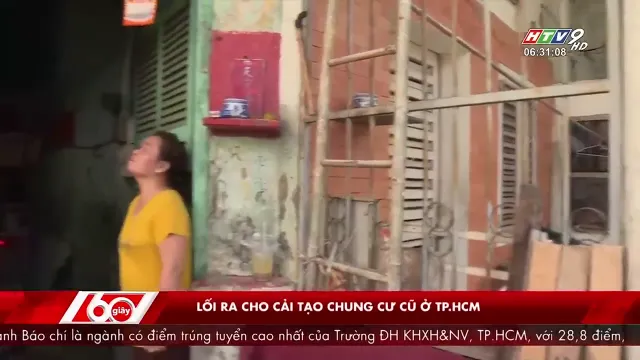 HTV9
HD
06:31:08
60
giây
LỐI RA CHO CẢI TẠO CHUNG CƯ CŨ Ở TP.HCM
ành Báo chí là ngành có điểm trúng tuyển cao nhất của Trường ĐH KHXH&NV, TP.HCM, với 28,8 điểm,